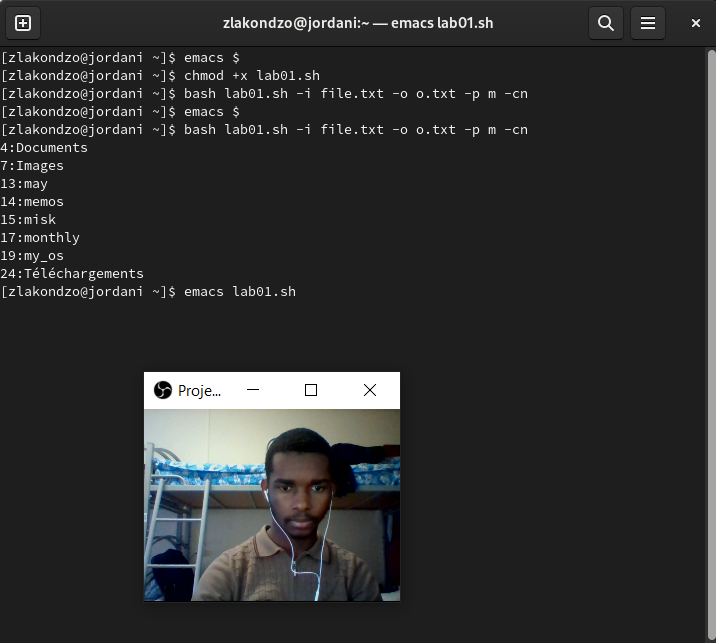 zlakondzo@jordani:~ — emacs lab01.sh
[zlakondzo@jordani ~]$ emacs $
[zlakondzo@jordani ~]$ chmod +x lab01.sh
[zlakondzo@jordani ~]$ bash lab01.sh -i file.txt -o o.txt -p m -cn
[zlakondzo@jordani ~]$ emacs $
[zlakondzo@jordani ~]$ bash lab01.sh -i file.txt -o o.txt -p m -cn
4:Documents
7:Images
13:may
14:memos
15:misk
17:monthly
19:my_os
24:Téléchargements
[zlakondzo@jordani ~]$ emacs lab01.sh
Proje...